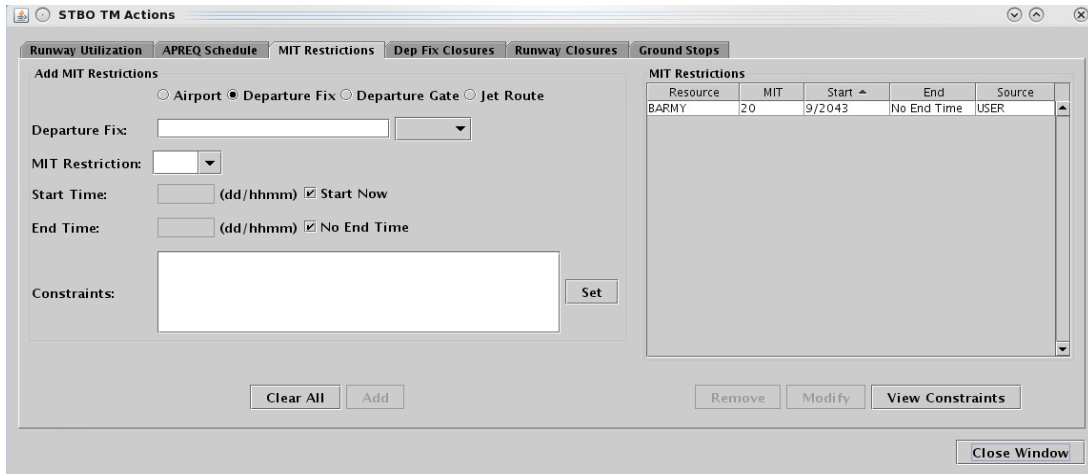 STBO TM Actions
Runway Utilization APREQ Schedule MIT Restrictions Dep Fix Closures Runway Closures Ground Stops
Add MIT Restrictions
Airport Departure Fix Departure Gate Jet Route
Departure Fix:
MIT Restriction:
Start Time: (dd/hhmm) Start Now
End Time: (dd/hhmm) No End Time
Constraints: Set
Clear All Add
MIT Restrictions
Resource MIT Start End Source
BARMY 20 9/2043 No End Time USER
Remove Modify View Constraints
Close Window